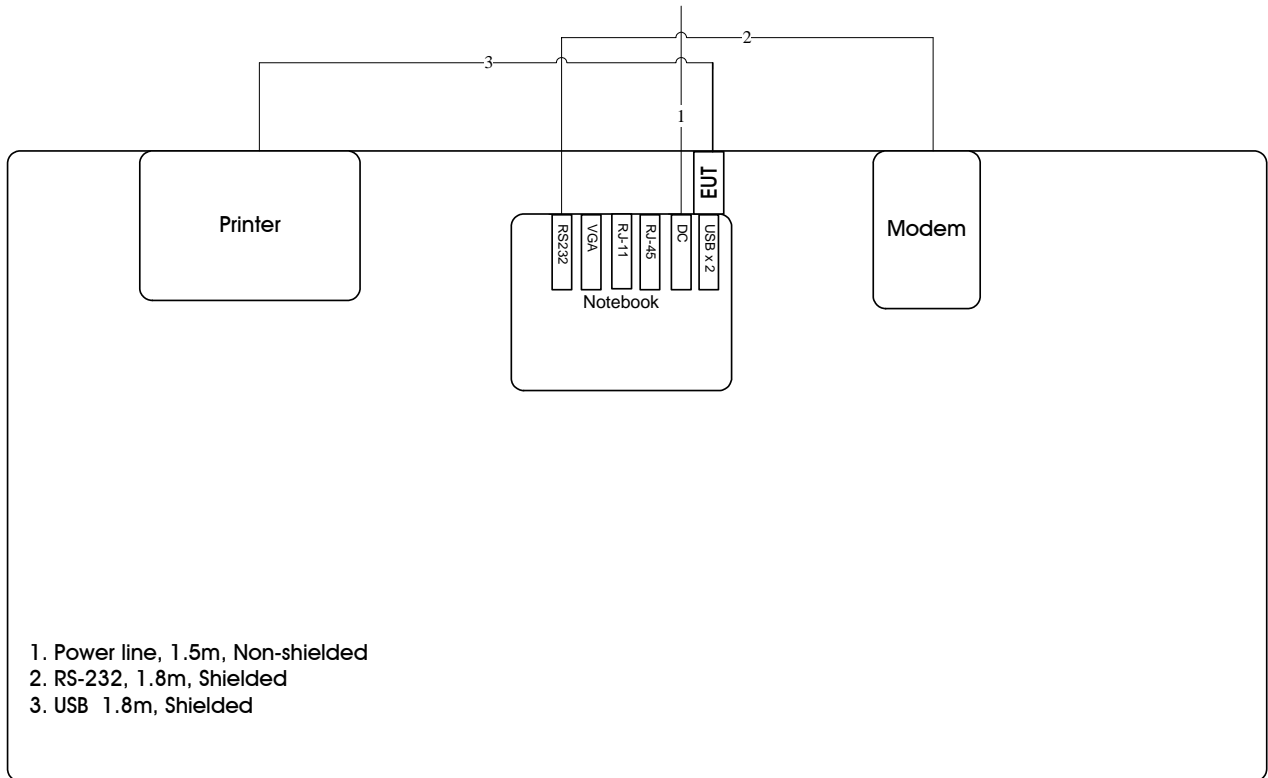 2
3
1
EUT
Printer
Modem
RS232
VGA
RJ-11
RJ-45
DC
USB x 2
Notebook
1. Power line, 1.5m, Non-shielded
2. RS-232, 1.8m, Shielded
3. USB 1.8m, Shielded